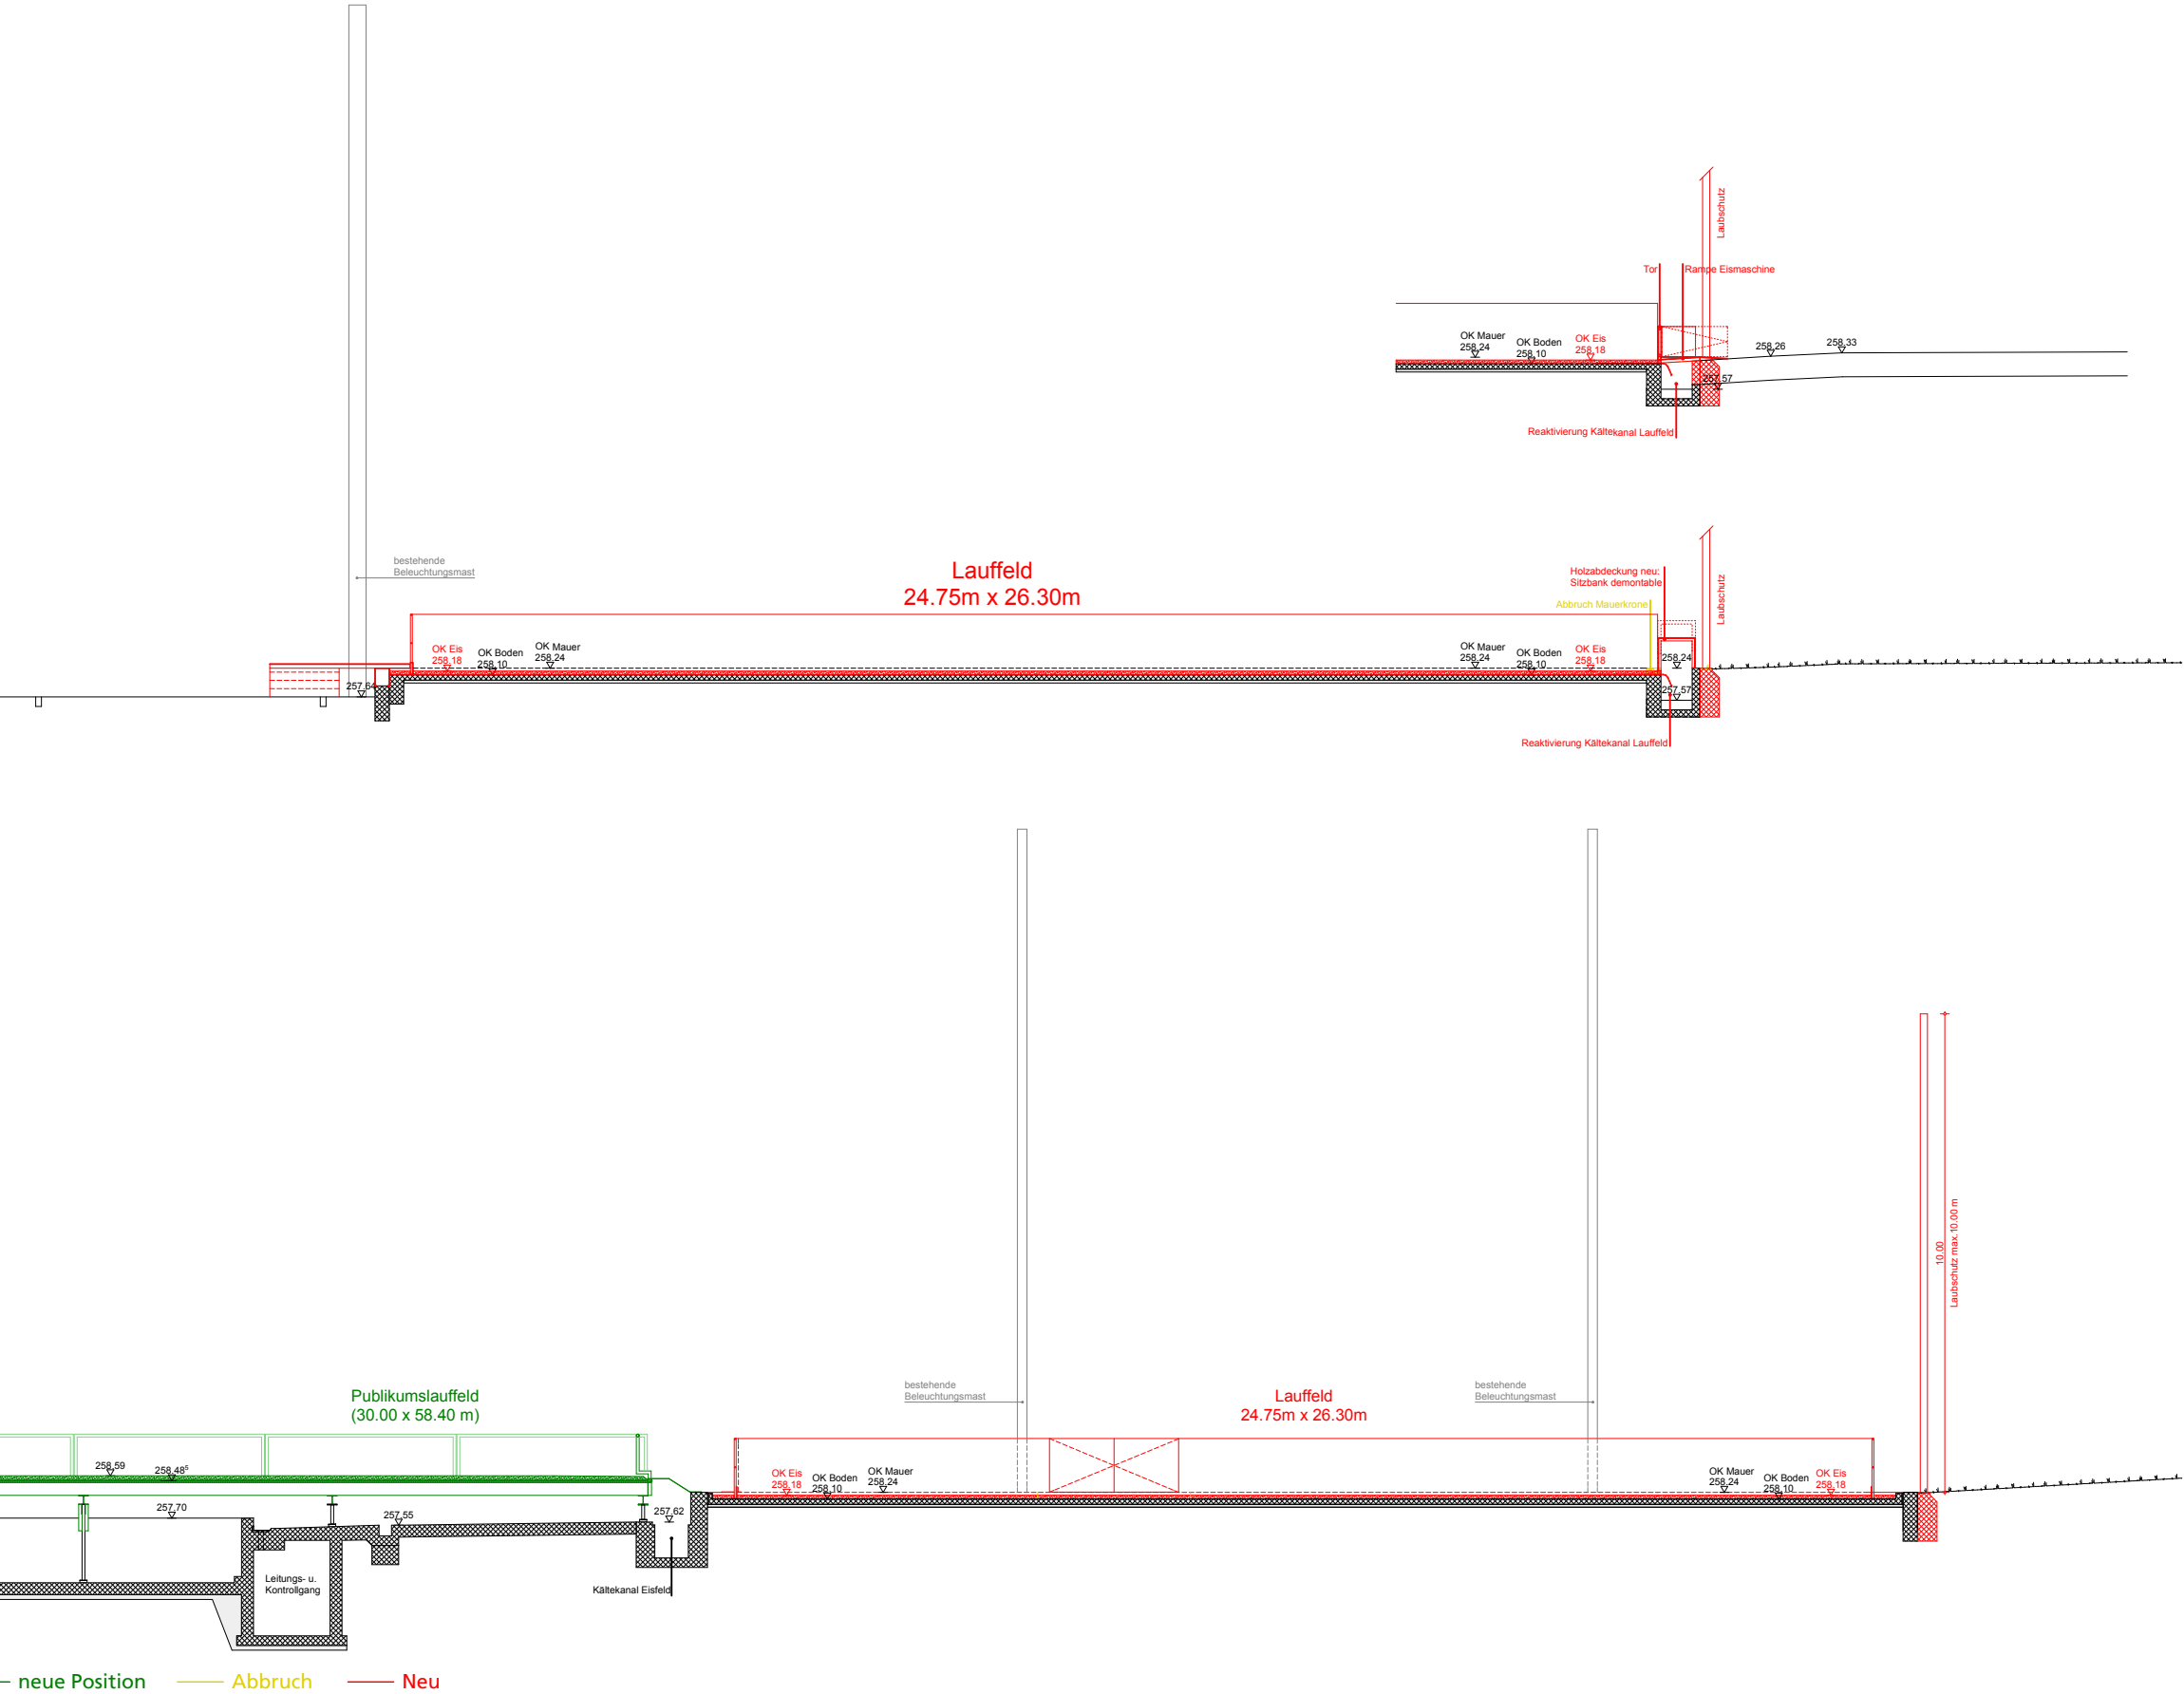 Laubschutz
Tor
Rampe Eismaschine
OK Mauer
258.24
OK Boden
258.10
OK Eis
258.18
258.26
258.33
257.57
Reaktivierung Kältekanal Lauffeld
bestehende
Beleuchtungsmast
Lauffeld
24.75m x 26.30m
Holzabdeckung neu:
Sitzbank demontable
Abbruch Mauerkrone
Laubschutz
OK Eis
258.18
OK Boden
258.10
OK Mauer
258.24
OK Mauer
258.24
OK Boden
258.10
OK Eis
258.18
258.24
257.64
257.57
Reaktivierung Kältekanal Lauffeld
10.00
Laubschutz max.10.00 m
Publikumslauffeld
(30.00 x 58.40 m)
bestehende
Beleuchtungsmast
Lauffeld
24.75m x 26.30m
bestehende
Beleuchtungsmast
258.59
258.48⁵
OK Eis
258.18
OK Boden
258.10
OK Mauer
258.24
OK Mauer
258.24
OK Boden
258.10
OK Eis
258.18
257.70
257.55
257.62
Leitungs- u.
Kontrollgang
Kältekanal Eisfeld
neue Position
Abbruch
Neu